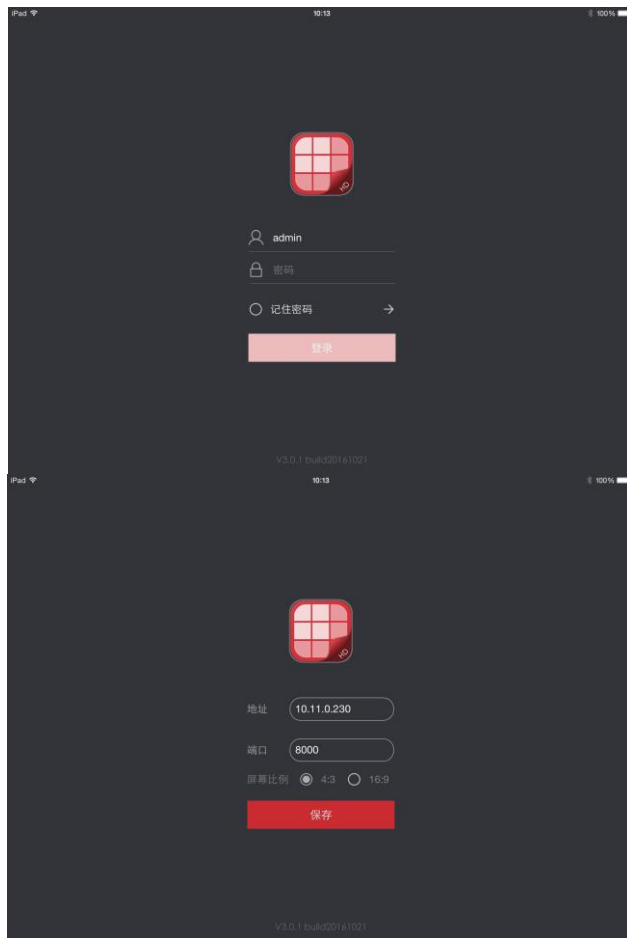 iPad 10:13 100%
HD
admin
密码
记住密码
登录
V3.0.1 build20161021
iPad 10:13 100%
HD
地址 10.11.0.230
端口 8000
屏幕比例 4:3 16:9
保存
V3.0.1 build20161021